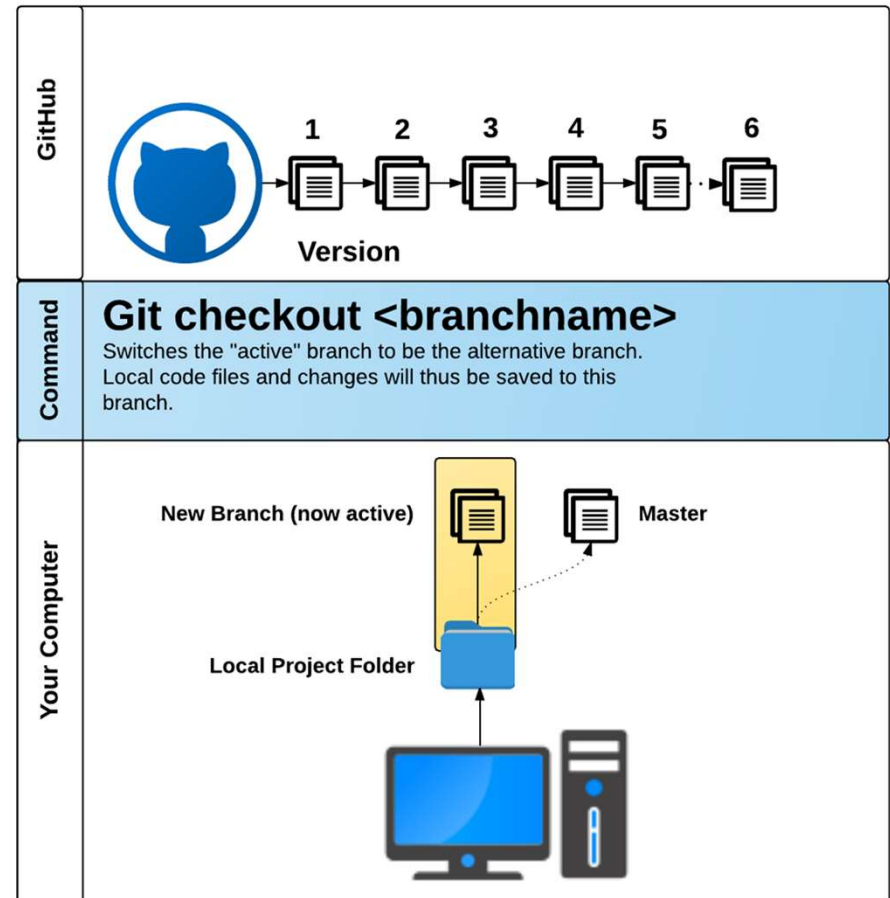 GitHub
1 2 3 4 5 6
Version
Command
Git checkout <branchname>
Switches the "active" branch to be the alternative branch.
Local code files and changes will thus be saved to this
branch.
Your Computer
New Branch (now active)
Master
Local Project Folder